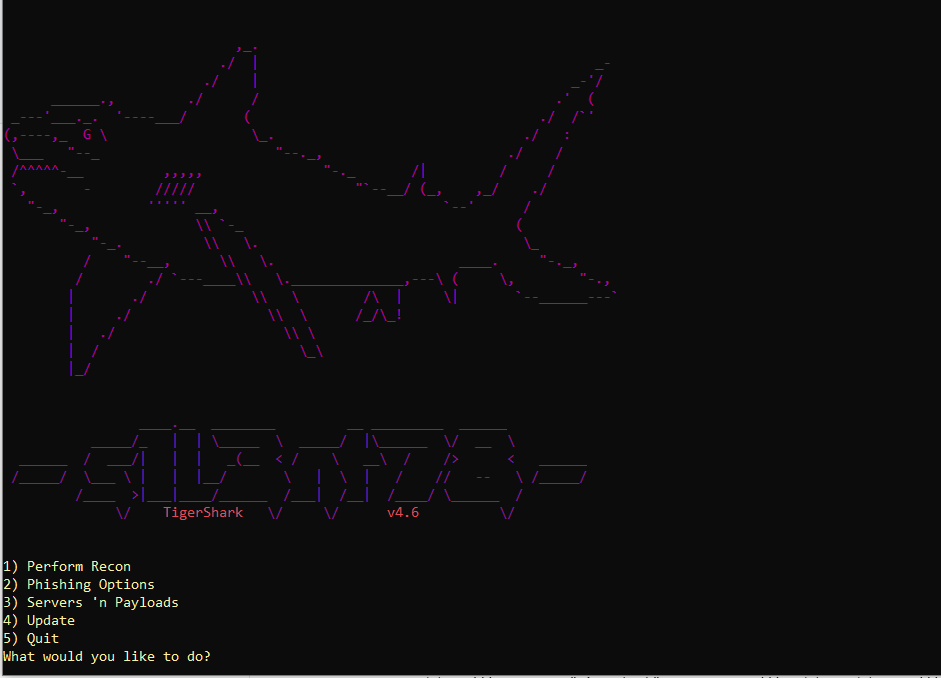 TigerShark v4.6
1) Perform Recon
2) Phishing Options
3) Servers 'n Payloads
4) Update
5) Quit
What would you like to do?